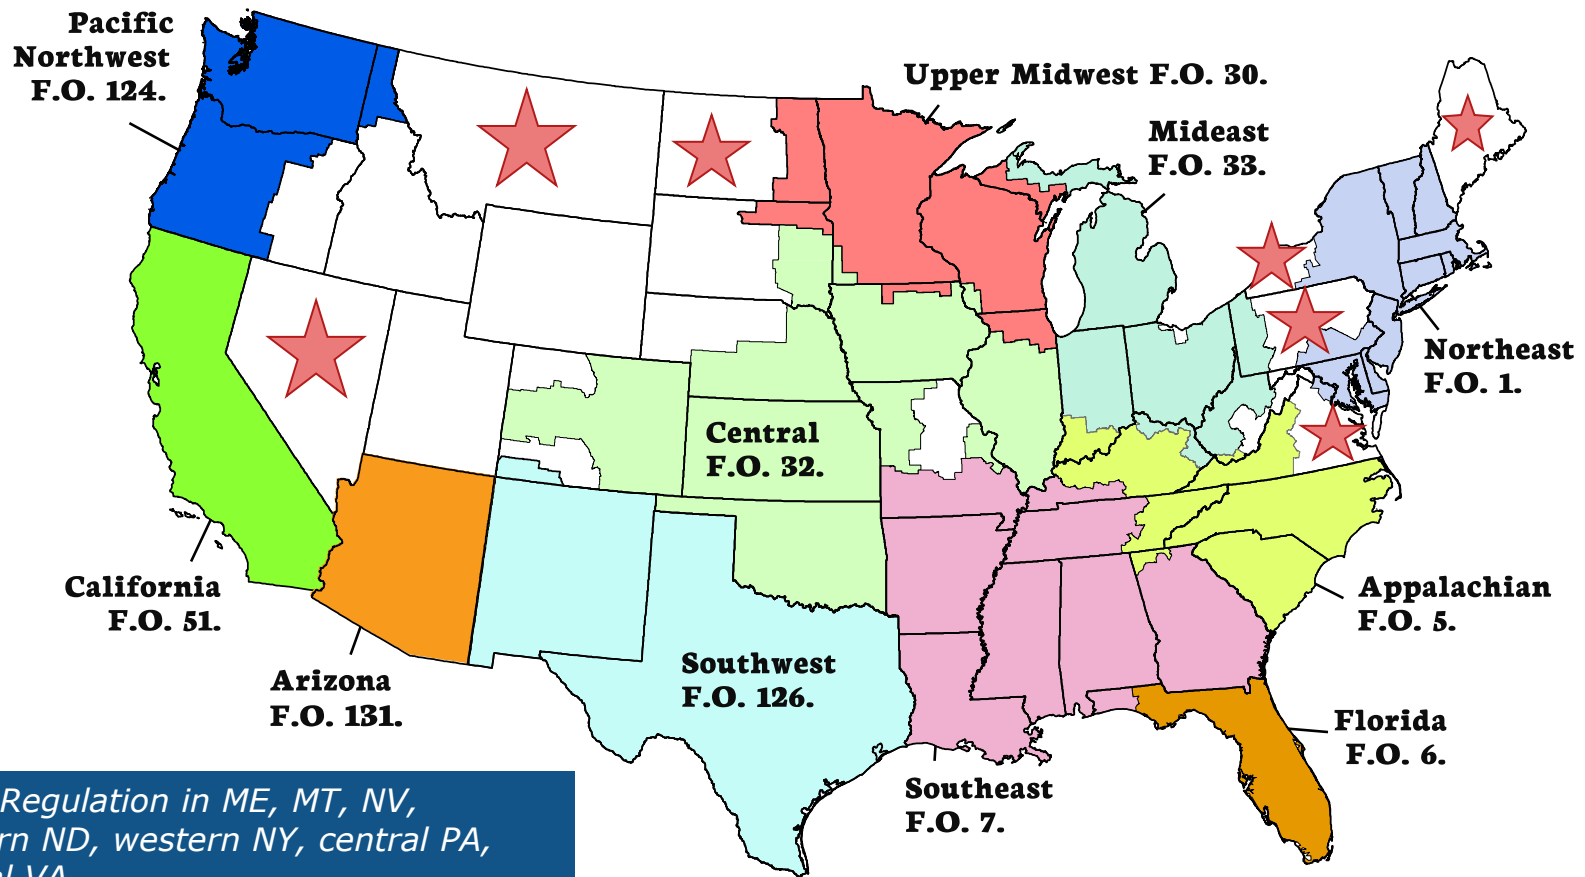 Pacific
Northwest
F.O. 124.
Upper Midwest F.O. 30.
Mideast
F.O. 33.
Northeast
F.O. 1.
Central
F.O. 32.
California
F.O. 51.
Appalachian
F.O. 5.
Arizona
F.O. 131.
Southwest
F.O. 126.
Florida
F.O. 6.
Southeast
F.O. 7.
Regulation in ME, MT, NV,
rn ND, western NY, central PA,
VA